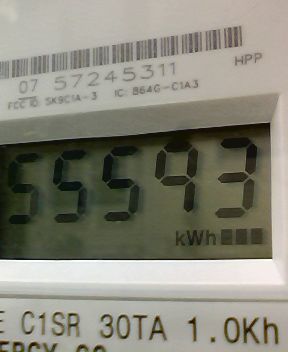 HPP
07 57245311
FCC ID: SK9C1A-3 IC: 864G-C1A3
55593
kWh
C1SR 30TA 1.0Kh